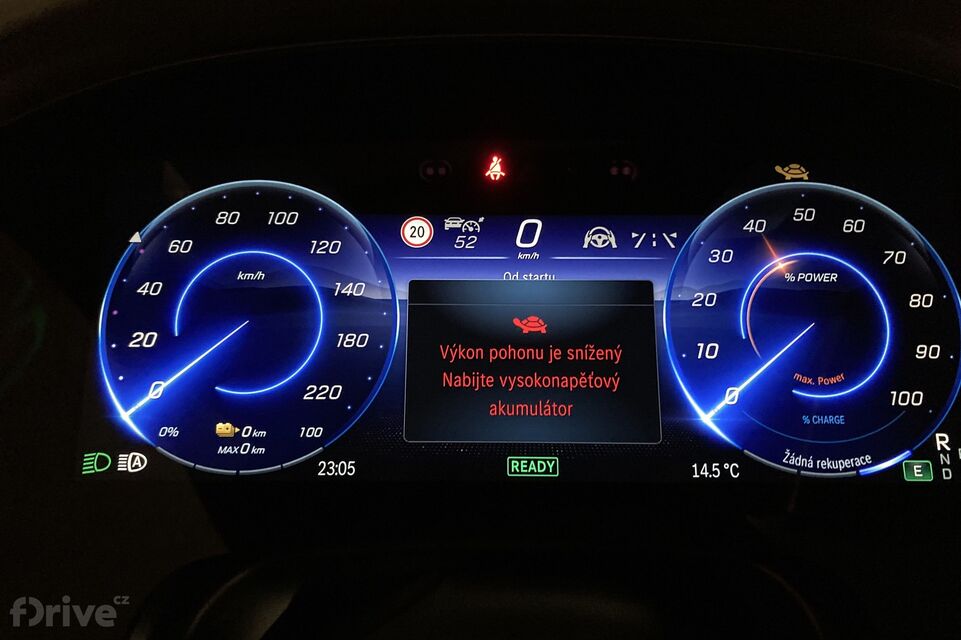 20
52
0
km/h
Od startu
Výkon pohonu je snížený
Nabijte vysokonapěťový
akumulátor
0
20
40
60
80
100
120
140
180
220
km/h
0%
0 km
MAX 0 km
100
23:05
READY
14.5 °C
0
10
20
30
40
50
60
70
80
90
100
% POWER
max. Power
% CHARGE
Žádná rekuperace
A
E
R
N
D
fDrive CZ